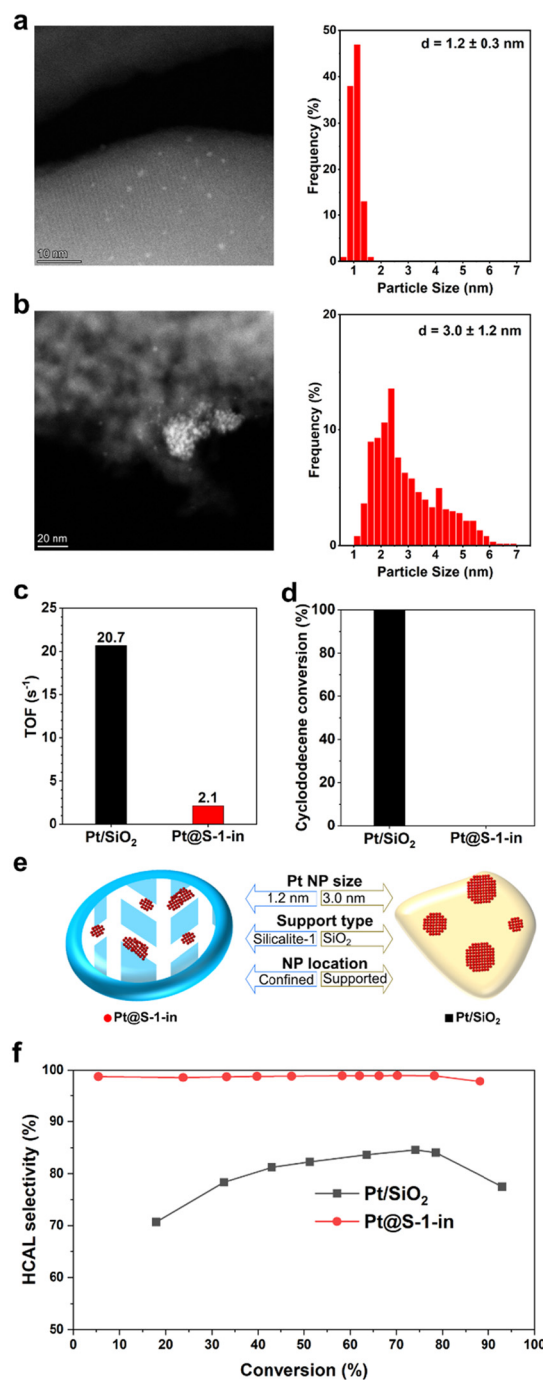 a
d = 1.2 ± 0.3 nm
50
40
30
20
10
0
Frequency (%)
1 2 3 4 5 6 7
Particle Size (nm)
10 nm
b
d = 3.0 ± 1.2 nm
20
10
0
Frequency (%)
1 2 3 4 5 6 7
Particle Size (nm)
20 nm
c
25
20
15
10
5
0
TOF (s⁻¹)
20.7
2.1
Pt/SiO₂ Pt@S-1-in
d
100
80
60
40
20
0
Cyclododecene conversion (%)
Pt/SiO₂ Pt@S-1-in
e
Pt NP size
1.2 nm 3.0 nm
Support type
Silicalite-1 SiO₂
NP location
Confined Supported
Pt@S-1-in
Pt/SiO₂
f
100
90
80
70
60
HCAL selectivity (%)
Pt/SiO₂
Pt@S-1-in
0 10 20 30 40 50 60 70 80 90 100
Conversion (%)